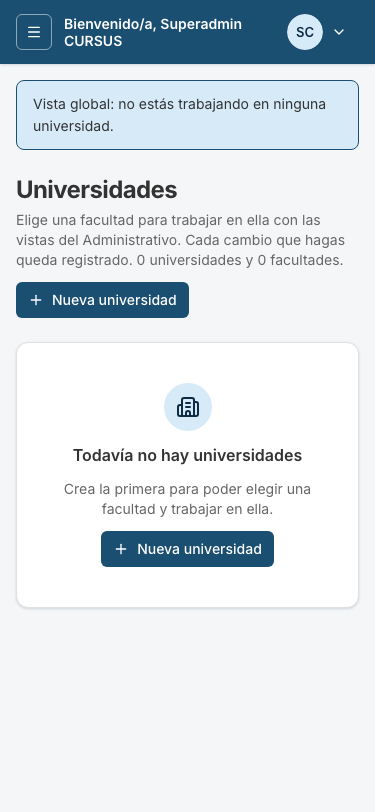 Bienvenido/a, Superadmin
CURSUS
SC
Vista global: no estás trabajando en ninguna
universidad.
Universidades
Elige una facultad para trabajar en ella con las
vistas del Administrativo. Cada cambio que hagas
queda registrado. 0 universidades y 0 facultades.
Nueva universidad
Todavía no hay universidades
Crea la primera para poder elegir una
facultad y trabajar en ella.
Nueva universidad